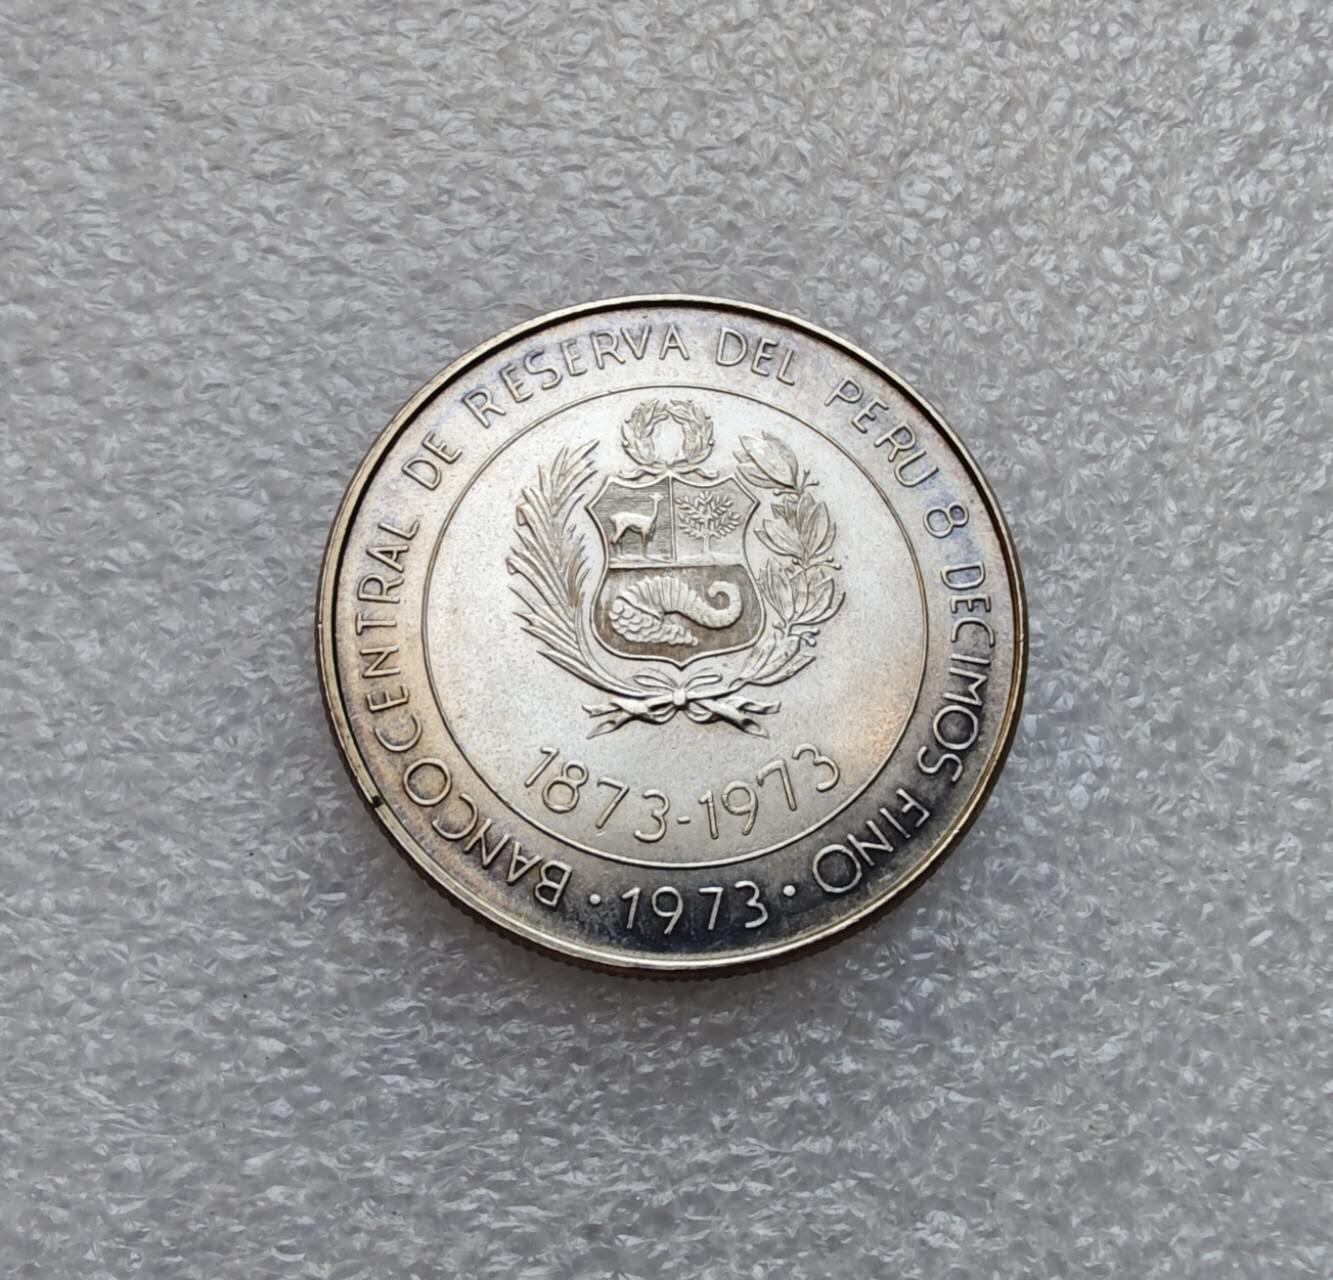 BANCO CENTRAL DE RESERVA DEL PERU 8 DECIMOS FINO
1873-1973
· 1973 ·